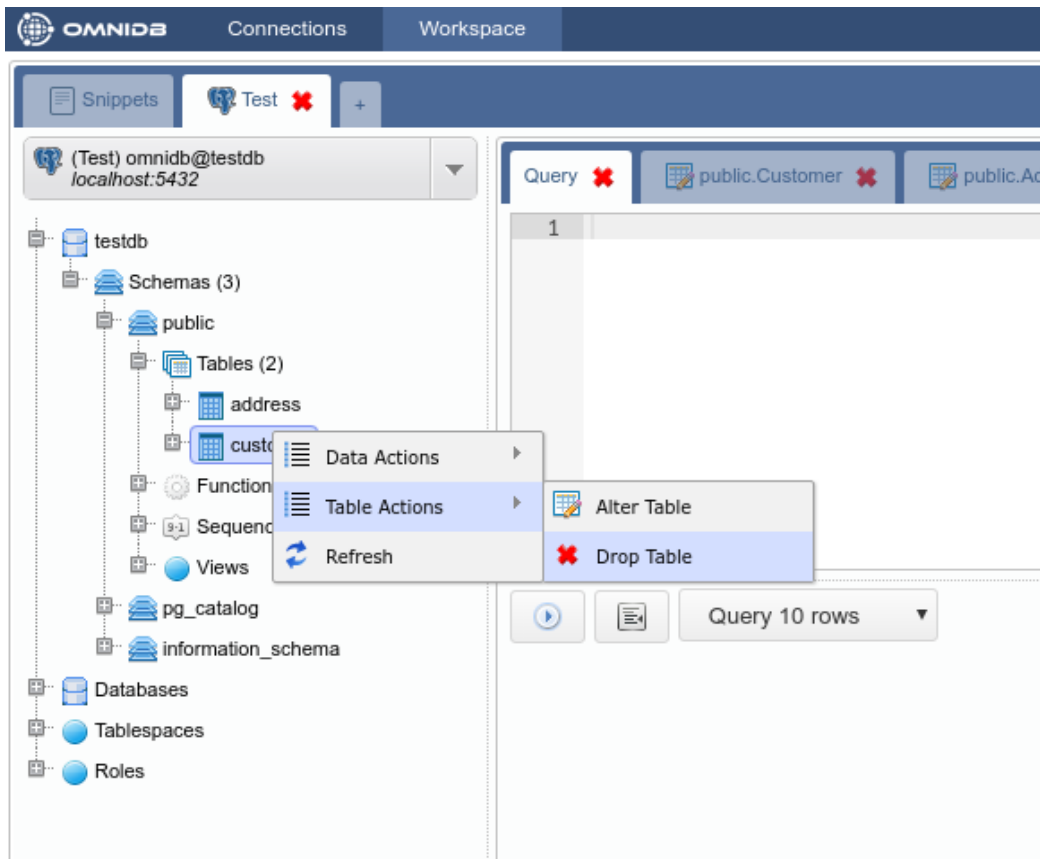 OMNIDB Connections Workspace
Snippets Test +
(Test) omnidb@testdb
localhost:5432
Query public.Customer public.Ad
1
testdb
Schemas (3)
public
Tables (2)
address
custo
Data Actions
Function
Table Actions
Alter Table
Sequenc
Refresh
Drop Table
Views
pg_catalog
Query 10 rows
information_schema
Databases
Tablespaces
Roles